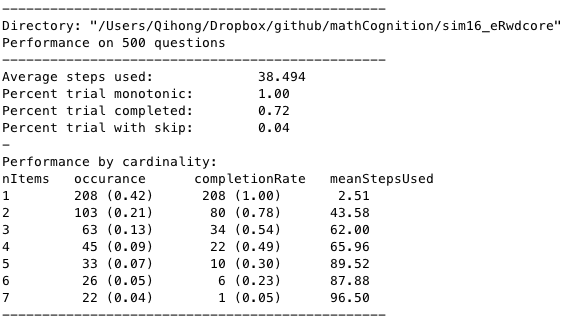 ------------------------------------------------
Directory: "/Users/Qihong/Dropbox/github/mathCognition/sim16_eRwdcore"
Performance on 500 questions
------------------------------------------------
Average steps used: 38.494
Percent trial monotonic: 1.00
Percent trial completed: 0.72
Percent trial with skip: 0.04
-
Performance by cardinality:
nItems occurance completionRate meanStepsUsed
1 208 (0.42) 208 (1.00) 2.51
2 103 (0.21) 80 (0.78) 43.58
3 63 (0.13) 34 (0.54) 62.00
4 45 (0.09) 22 (0.49) 65.96
5 33 (0.07) 10 (0.30) 89.52
6 26 (0.05) 6 (0.23) 87.88
7 22 (0.04) 1 (0.05) 96.50
------------------------------------------------